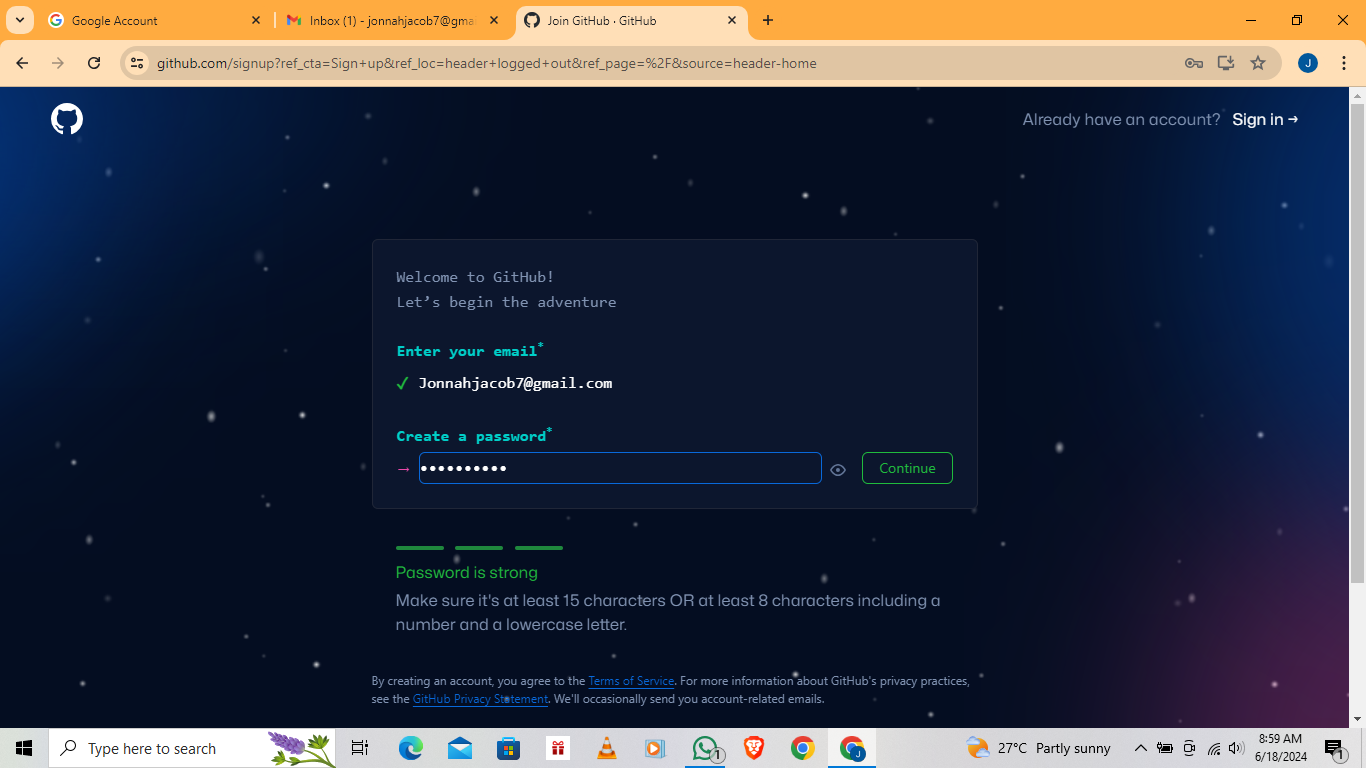 Google Account
Inbox (1) - jonnahjacob7@gma
Join GitHub · GitHub
github.com/signup?ref_cta=Sign+up&ref_loc=header+logged+out&ref_page=%2F&source=header-home
J
Already have an account? Sign in →
Welcome to GitHub!
Let’s begin the adventure
Enter your email*
✓ Jonnahjacob7@gmail.com
Create a password*
→ ••••••••••
Continue
Password is strong
Make sure it's at least 15 characters OR at least 8 characters including a
number and a lowercase letter.
By creating an account, you agree to the Terms of Service. For more information about GitHub's privacy practices,
see the GitHub Privacy Statement. We'll occasionally send you account-related emails.
Type here to search
1
J
27°C Partly sunny
8:59 AM
6/18/2024
1